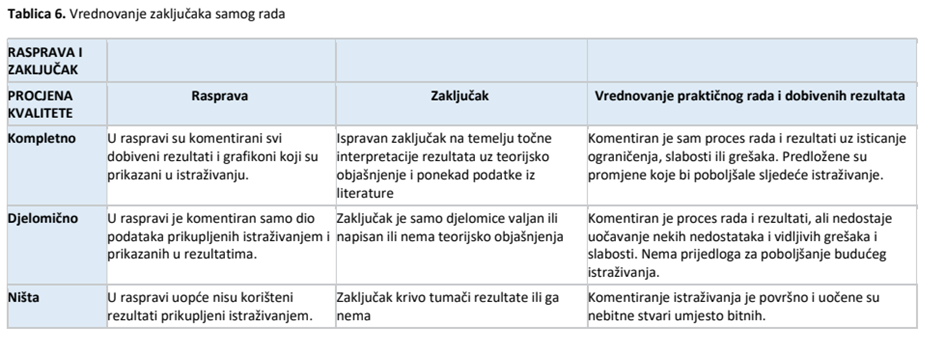 Tablica 6. Vrednovanje zaključaka samog rada
RASPRAVA I
ZAKLJUČAK
PROCJENA
KVALITETE
Rasprava
Zaključak
Vrednovanje praktičnog rada i dobivenih rezultata
Kompletno
U raspravi su komentirani svi
dobiveni rezultati i grafikoni koji su
prikazani u istraživanju.
Ispravan zaključak na temelju točne
interpretacije rezultata uz teorijsko
objašnjenje i ponekad podatke iz
literature
Komentiran je sam proces rada i rezultati uz isticanje
ograničenja, slabosti ili grešaka. Predložene su
promjene koje bi poboljšale sljedeće istraživanje.
Djelomično
U raspravi je komentiran samo dio
podataka prikupljenih istraživanjem i
prikazanih u rezultatima.
Zaključak je samo djelomice valjan ili
napisan ili nema teorijsko objašnjenja
Komentiran je proces rada i rezultati, ali nedostaje
uočavanje nekih nedostataka i vidljivih grešaka i
slabosti. Nema prijedloga za poboljšanje budućeg
istraživanja.
Ništa
U raspravi uopće nisu korišteni
rezultati prikupljeni istraživanjem.
Zaključak krivo tumači rezultate ili ga
nema
Komentiranje istraživanja je površno i uočene su
nebitne stvari umjesto bitnih.